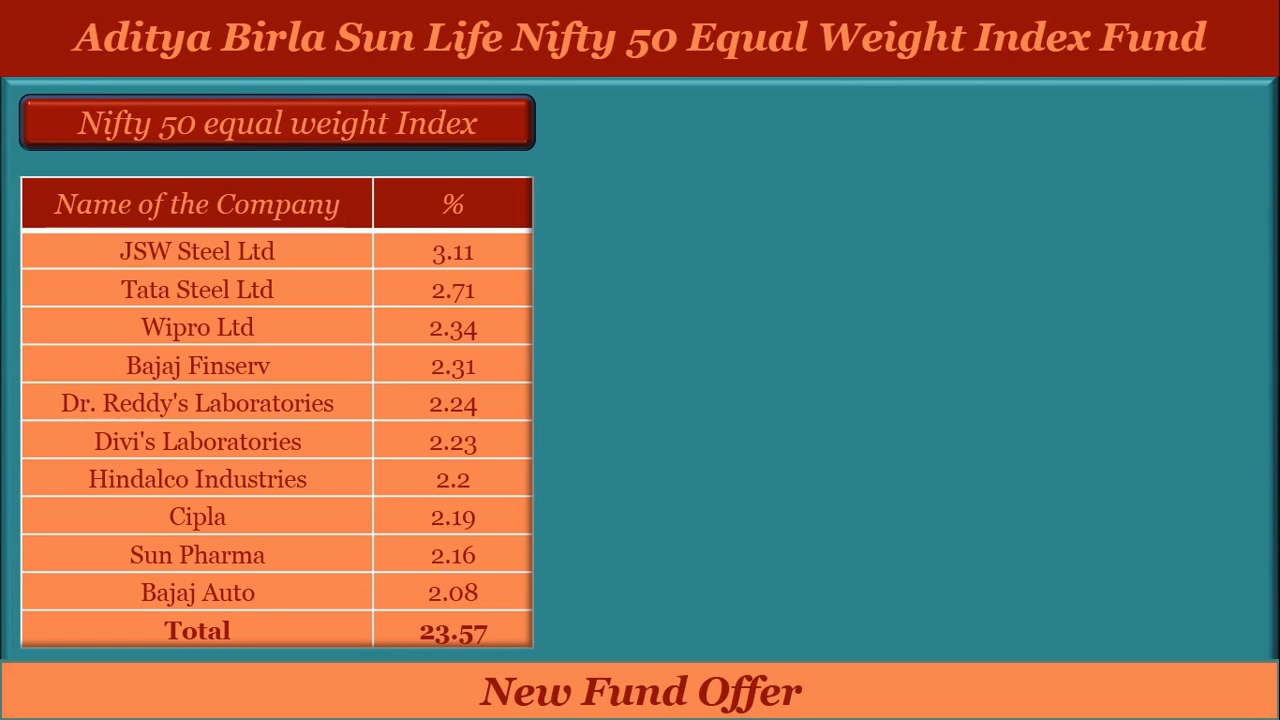 Aditya Birla Sun Life Nifty 50 Equal Weight Index Fund
Nifty 50 equal weight Index
Name of the Company %
JSW Steel Ltd 3.11
Tata Steel Ltd 2.71
Wipro Ltd 2.34
Bajaj Finserv 2.31
Dr. Reddy's Laboratories 2.24
Divi's Laboratories 2.23
Hindalco Industries 2.2
Cipla 2.19
Sun Pharma 2.16
Bajaj Auto 2.08
Total 23.57
New Fund Offer